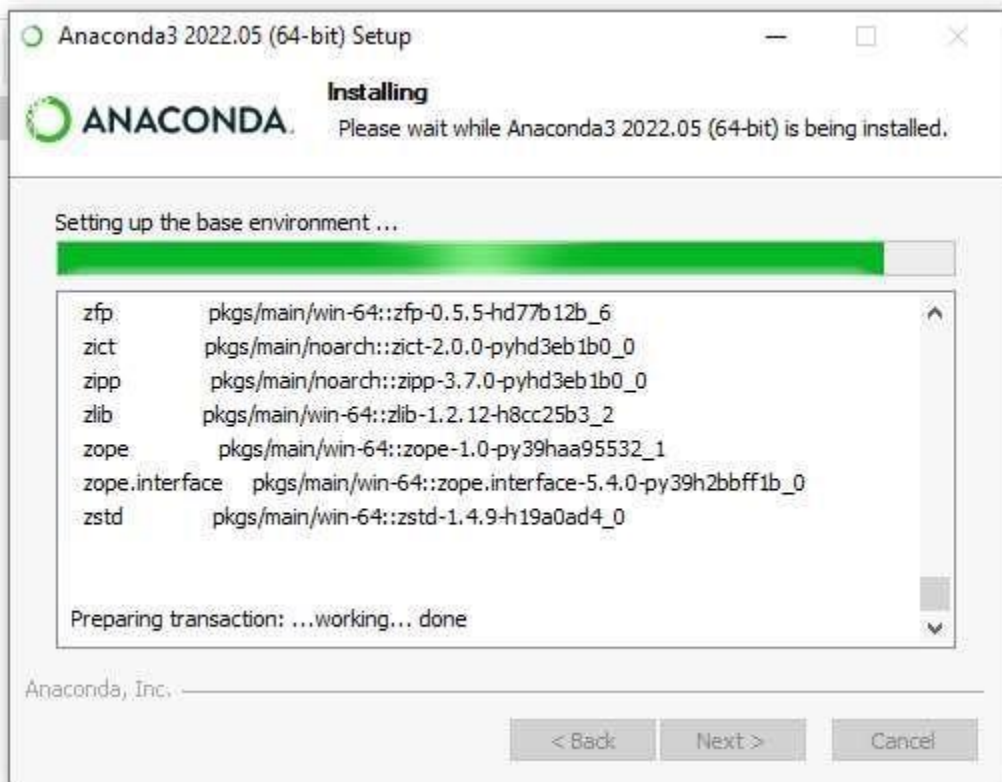 Anaconda3 2022.05 (64-bit) Setup
ANACONDA.
Installing
Please wait while Anaconda3 2022.05 (64-bit) is being installed.
Setting up the base environment ...
zfp pkgs/main/win-64::zfp-0.5.5-hd77b12b_6
zict pkgs/main/noarch::zict-2.0.0-pyhd3eb1b0_0
zipp pkgs/main/noarch::zipp-3.7.0-pyhd3eb1b0_0
zlib pkgs/main/win-64::zlib-1.2.12-h8cc25b3_2
zope pkgs/main/win-64::zope-1.0-py39haa95532_1
zope.interface pkgs/main/win-64::zope.interface-5.4.0-py39h2bbff1b_0
zstd pkgs/main/win-64::zstd-1.4.9-h19a0ad4_0
Preparing transaction: ...working... done
Anaconda, Inc.
< Back Next > Cancel